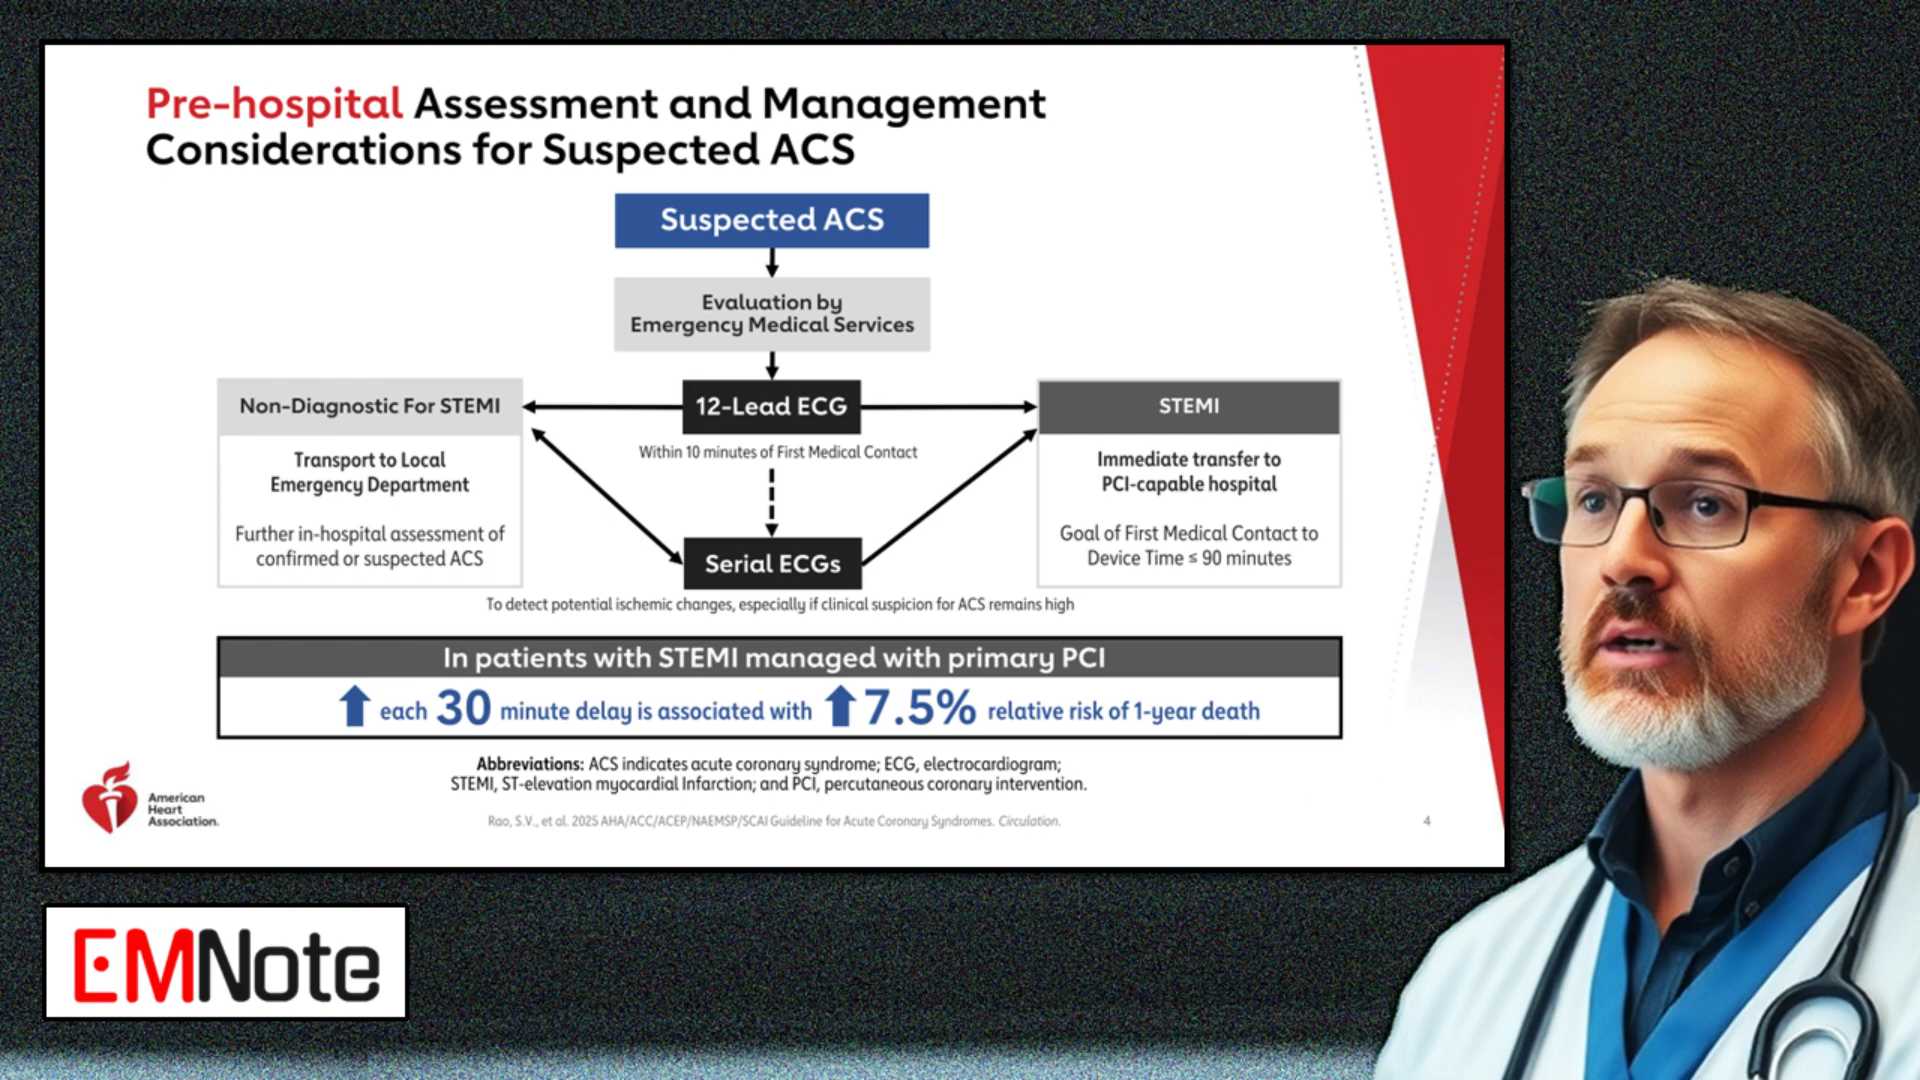 Pre-hospital Assessment and Management
Considerations for Suspected ACS
Suspected ACS
Evaluation by
Emergency Medical Services
Non-Diagnostic For STEMI
Transport to Local
Emergency Department
Further in-hospital assessment of
confirmed or suspected ACS
12-Lead ECG
Within 10 minutes of First Medical Contact
Serial ECGs
To detect potential ischemic changes, especially if clinical suspicion for ACS remains high
STEMI
Immediate transfer to
PCI-capable hospital
Goal of First Medical Contact to
Device Time ≤ 90 minutes
In patients with STEMI managed with primary PCI
each 30 minute delay is associated with 7.5% relative risk of 1-year death
Abbreviations: ACS indicates acute coronary syndrome; ECG, electrocardiogram;
STEMI, ST-elevation myocardial Infarction; and PCI, percutaneous coronary intervention.
American
Heart
Association.
Rao, S.V., et al. 2025 AHA/ACC/ACEP/NAEMSP/SCAI Guideline for Acute Coronary Syndromes. Circulation.
4
EMNote